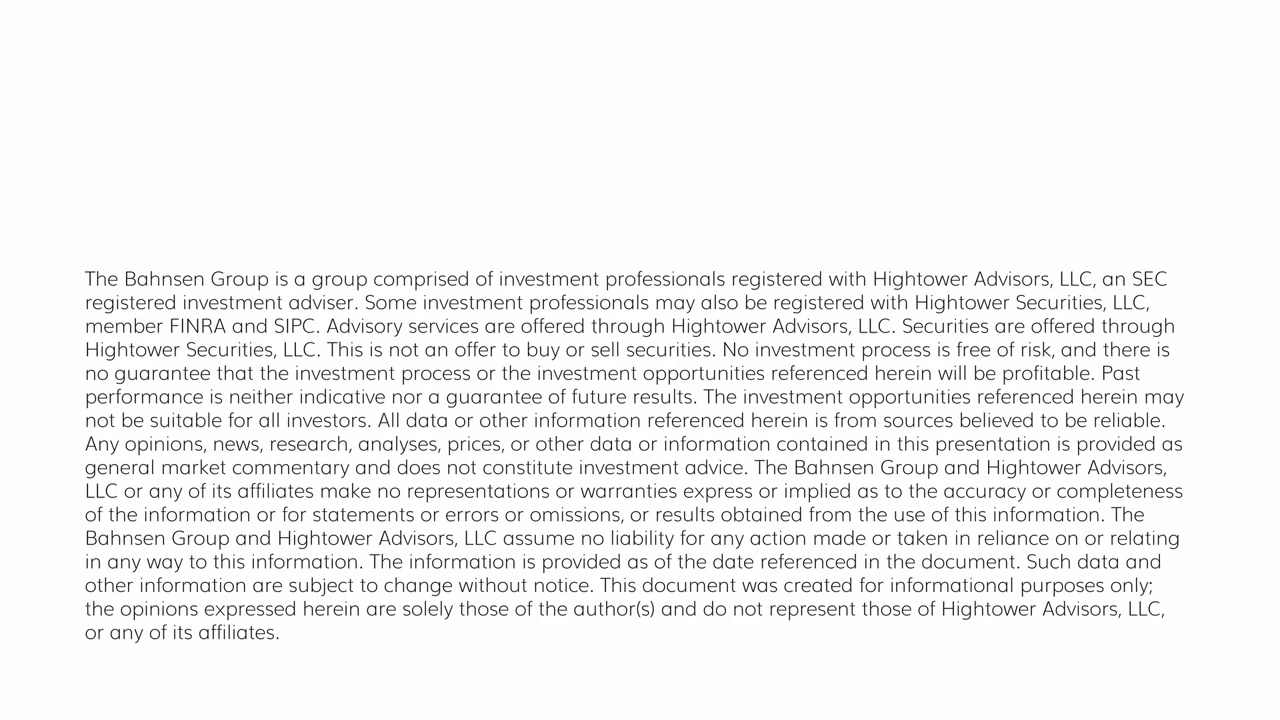 The Bahnsen Group is a group comprised of investment professionals registered with Hightower Advisors, LLC, an SEC
registered investment adviser. Some investment professionals may also be registered with Hightower Securities, LLC,
member FINRA and SIPC. Advisory services are offered through Hightower Advisors, LLC. Securities are offered through
Hightower Securities, LLC. This is not an offer to buy or sell securities. No investment process is free of risk, and there is
no guarantee that the investment process or the investment opportunities referenced herein will be profitable. Past
performance is neither indicative nor a guarantee of future results. The investment opportunities referenced herein may
not be suitable for all investors. All data or other information referenced herein is from sources believed to be reliable.
Any opinions, news, research, analyses, prices, or other data or information contained in this presentation is provided as
general market commentary and does not constitute investment advice. The Bahnsen Group and Hightower Advisors,
LLC or any of its affiliates make no representations or warranties express or implied as to the accuracy or completeness
of the information or for statements or errors or omissions, or results obtained from the use of this information. The
Bahnsen Group and Hightower Advisors, LLC assume no liability for any action made or taken in reliance on or relating
in any way to this information. The information is provided as of the date referenced in the document. Such data and
other information are subject to change without notice. This document was created for informational purposes only;
the opinions expressed herein are solely those of the author(s) and do not represent those of Hightower Advisors, LLC,
or any of its affiliates.